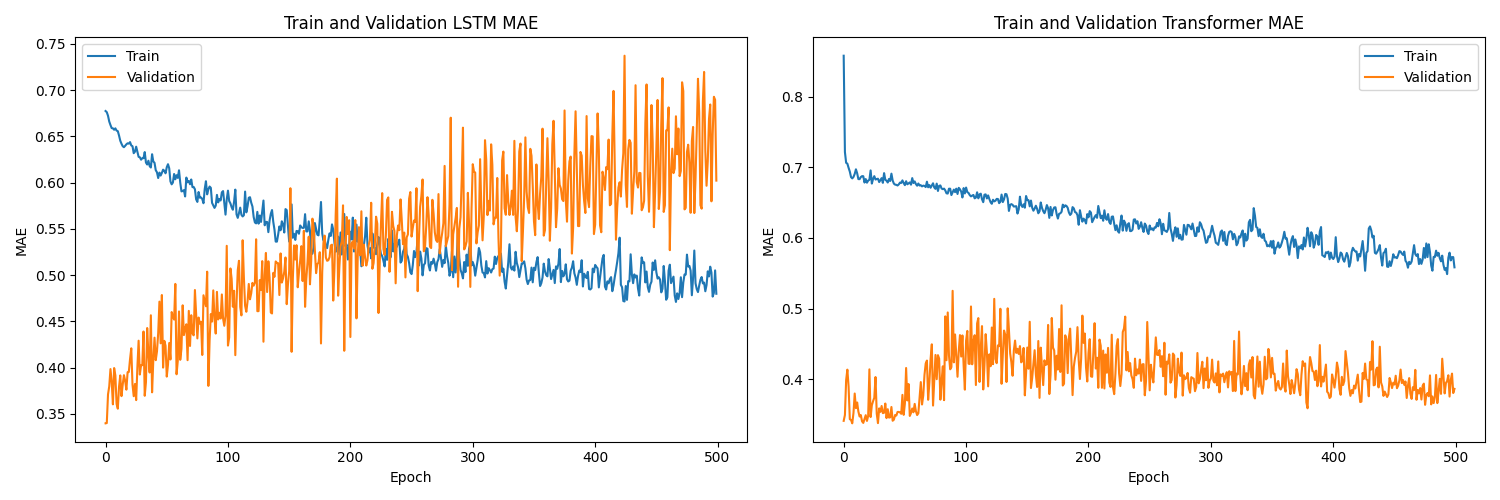 Train and Validation LSTM MAE
Train
Validation
0.75
0.70
0.65
0.60
0.55
0.50
0.45
0.40
0.35
MAE
0 100 200 300 400 500
Epoch
Train and Validation Transformer MAE
Train
Validation
0.8
0.7
0.6
0.5
0.4
MAE
0 100 200 300 400 500
Epoch